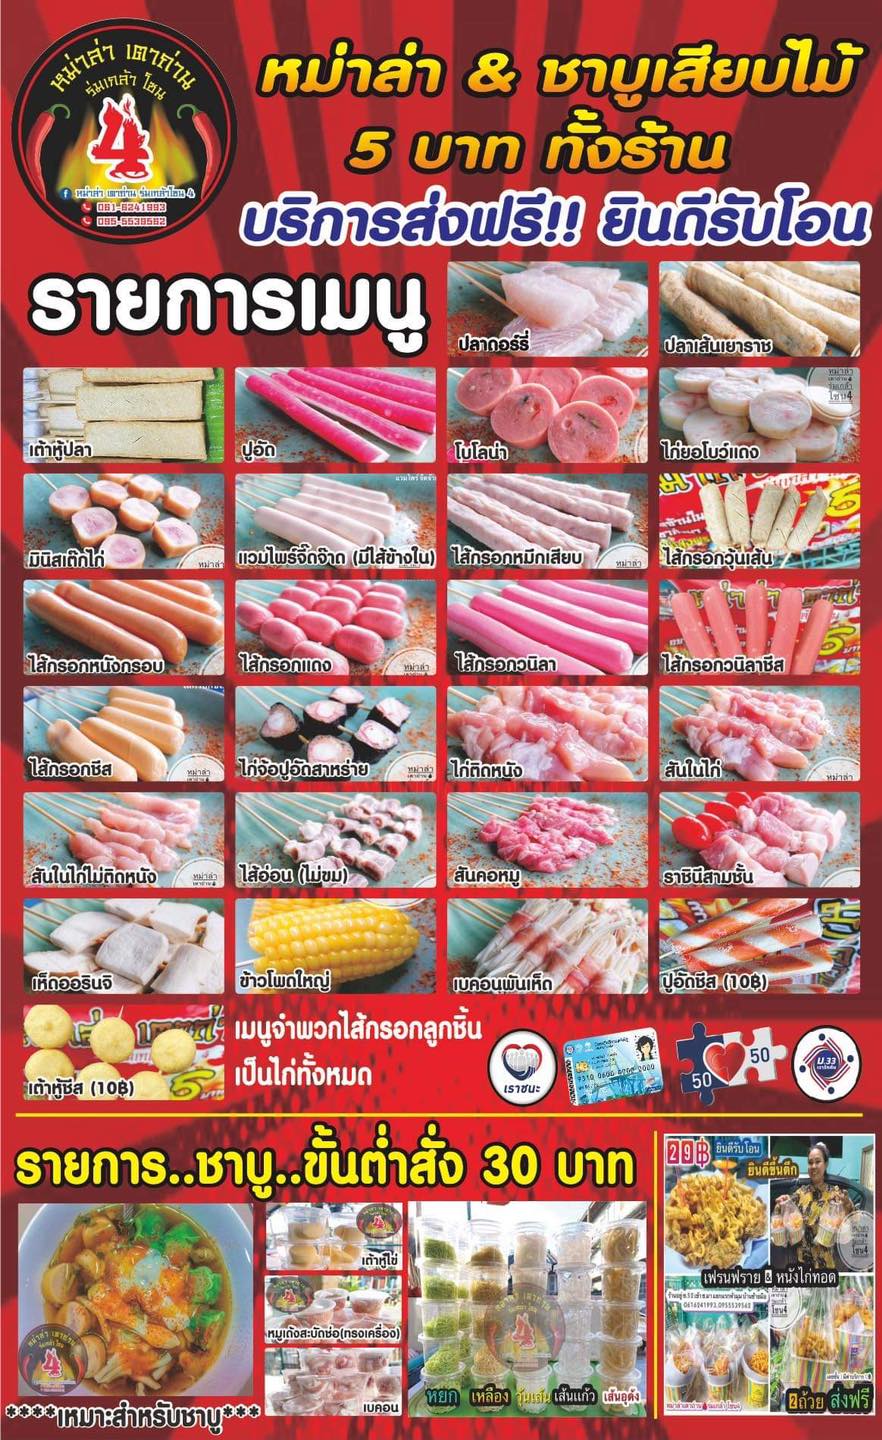 หม่าล่า เตาถ่าน
ร่มเกล้า โซน
4
หม่าล่า เตาถ่าน ร่มเกล้าโซน 4
061-6241993
095-5539562
หม่าล่า & ชาบูเสียบไม้
5 บาท ทั้งร้าน
บริการส่งฟรี!! ยินดีรับโอน
รายการเมนู
ปลาดอร์รี่
ปลาเส้นเยาราช
เต้าหู้ปลา
ปูอัด
โบโลน่า
ไก่ยอโบว์แดง
มินิสเต๊กไก่
แวมไพร์จี๊ดจ๊าด (มีไส้ข้างใน)
ไส้กรอกหมึกเสียบ
ไส้กรอกวุ้นเส้น
ไส้กรอกหนังกรอบ
ไส้กรอกแดง
ไส้กรอกวนิลา
ไส้กรอกวนิลาชีส
ไส้กรอกชีส
ไก่จ๊อปูอัดสาหร่าย
ไก่ติดหนัง
สันในไก่
สันในไก่ไม่ติดหนัง
ไส้อ่อน (ไม่ขม)
สันคอหมู
ราชินีสามชั้น
เห็ดออรินจิ
ข้าวโพดใหญ่
เบคอนพันเห็ด
ปูอัดชีส (10฿)
เต้าหู้ชีส (10฿)
เมนูจำพวกไส้กรอกลูกชิ้น
เป็นไก่ทั้งหมด
เราชนะ
50 50
ม.33
เรารักกัน
รายการ..ชาบู..ขั้นต่ำสั่ง 30 บาท
เต้าหู้ไข่
หมูเด้งสะบัดช่อ(ทรงเครื่อง)
เบคอน
หยก เหลือง วุ้นเส้น เส้นแก้ว เส้นอูด้ง
****เหมาะสำหรับชาบู***
29฿
ยินดีรับโอน
ยินดีขึ้นตึก
เฟรนฟราย & หนังไก่ทอด
2ถ้วย ส่งฟรี